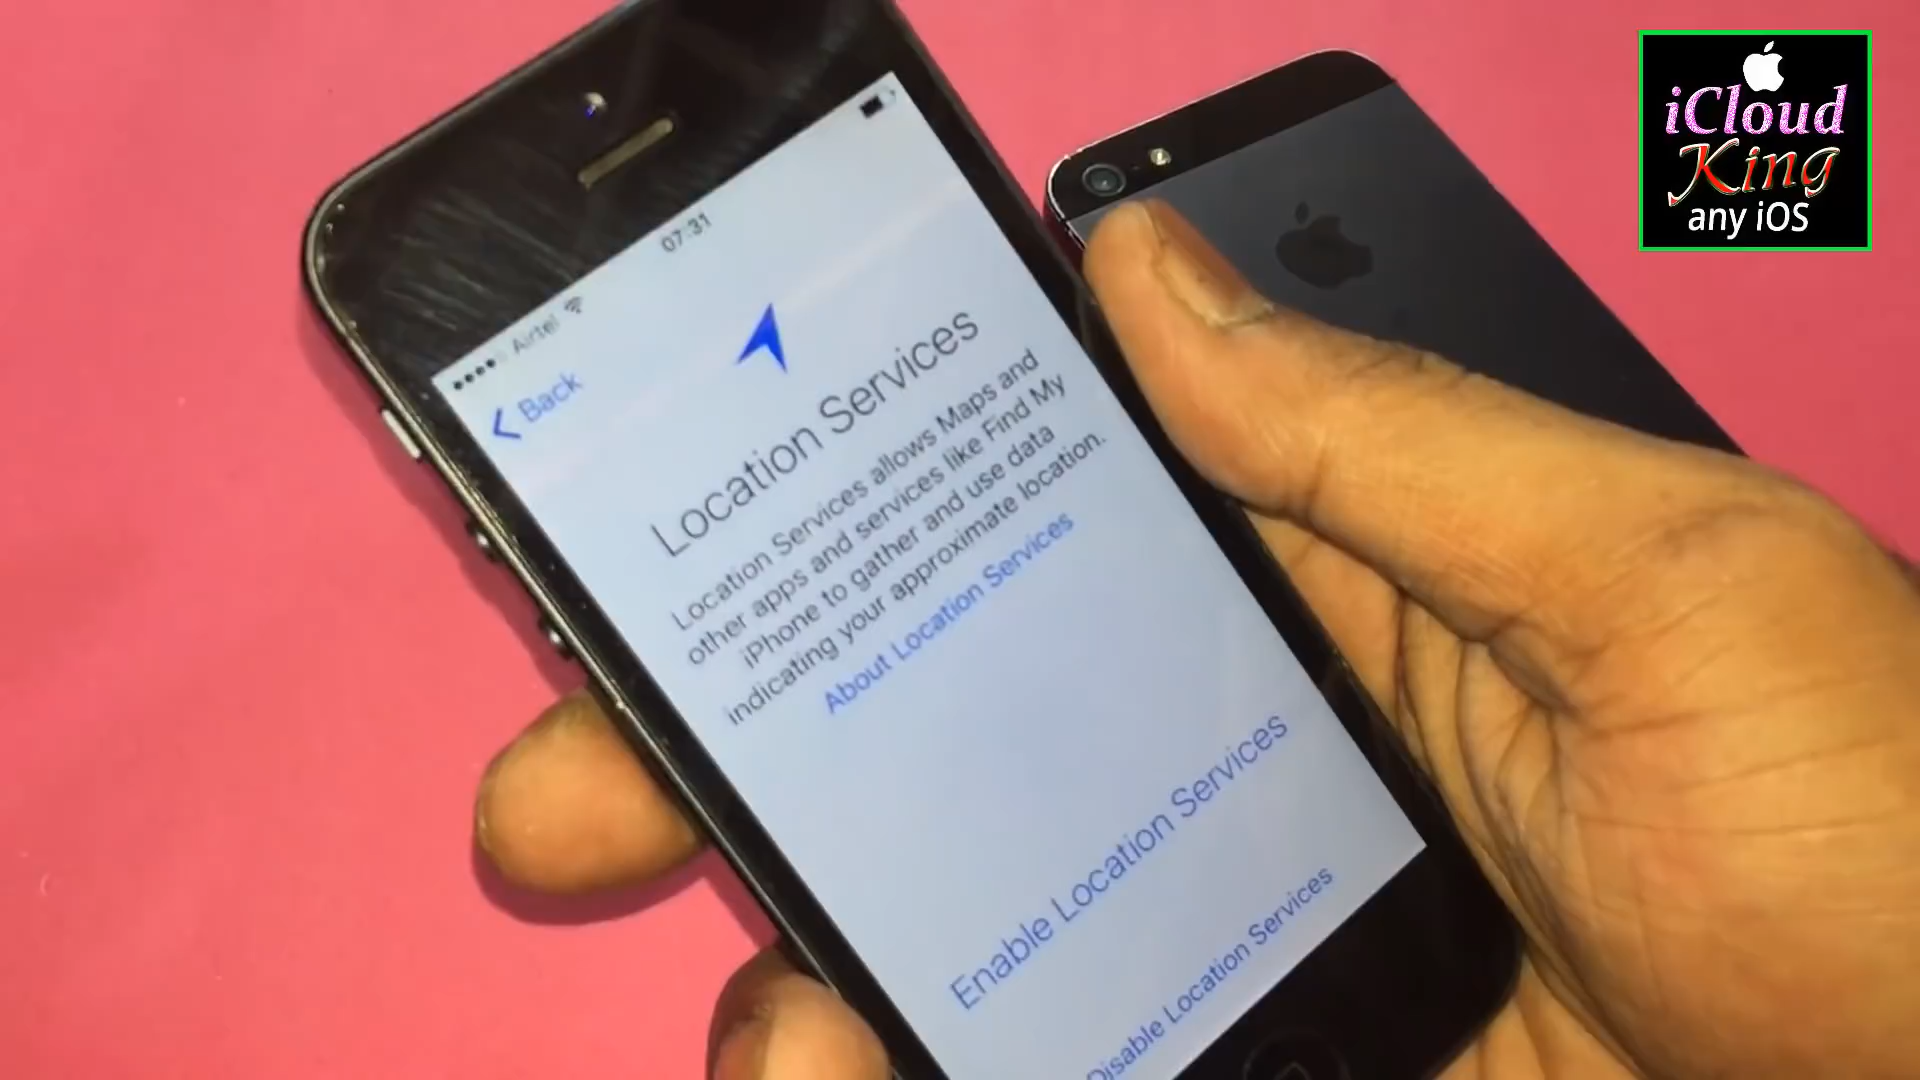 Airtel 07:31
Back
Location Services
Location Services allows Maps and
other apps and services like Find My
iPhone to gather and use data
indicating your approximate location.
About Location Services
Enable Location Services
Disable Location Services
iCloud
King
any iOS